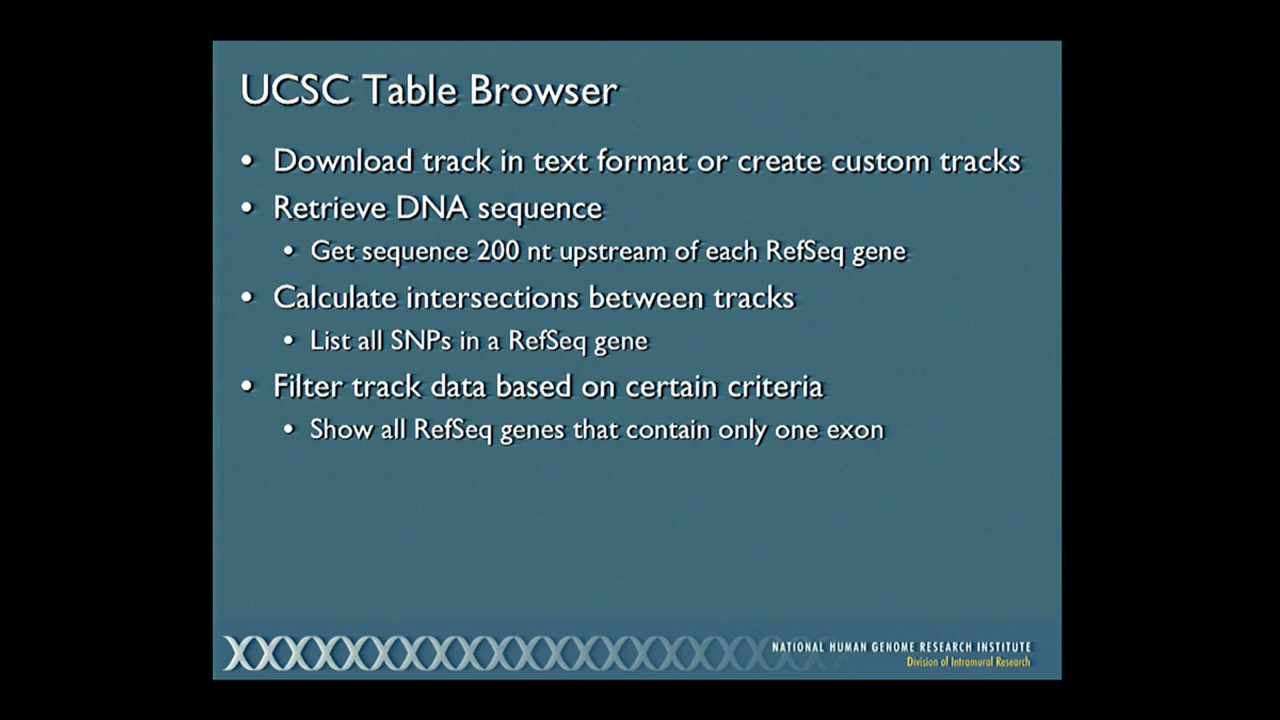 UCSC Table Browser
• Download track in text format or create custom tracks
• Retrieve DNA sequence
• Get sequence 200 nt upstream of each RefSeq gene
• Calculate intersections between tracks
• List all SNPs in a RefSeq gene
• Filter track data based on certain criteria
• Show all RefSeq genes that contain only one exon
NATIONAL HUMAN GENOME RESEARCH INSTITUTE
Division of Intramural Research